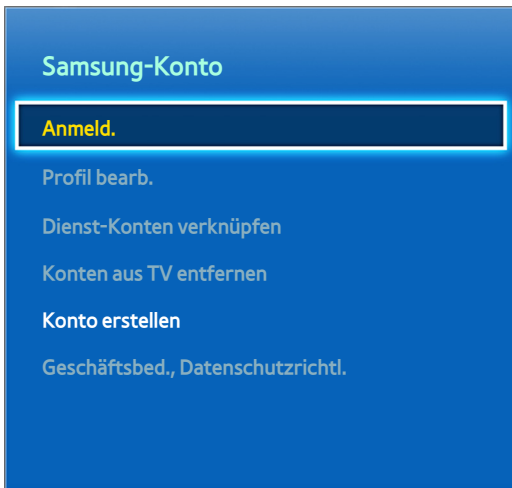 Samsung-Konto
Anmeld.
Profil bearb.
Dienst-Konten verknüpfen
Konten aus TV entfernen
Konto erstellen
Geschäftsbed., Datenschutzrichtl.